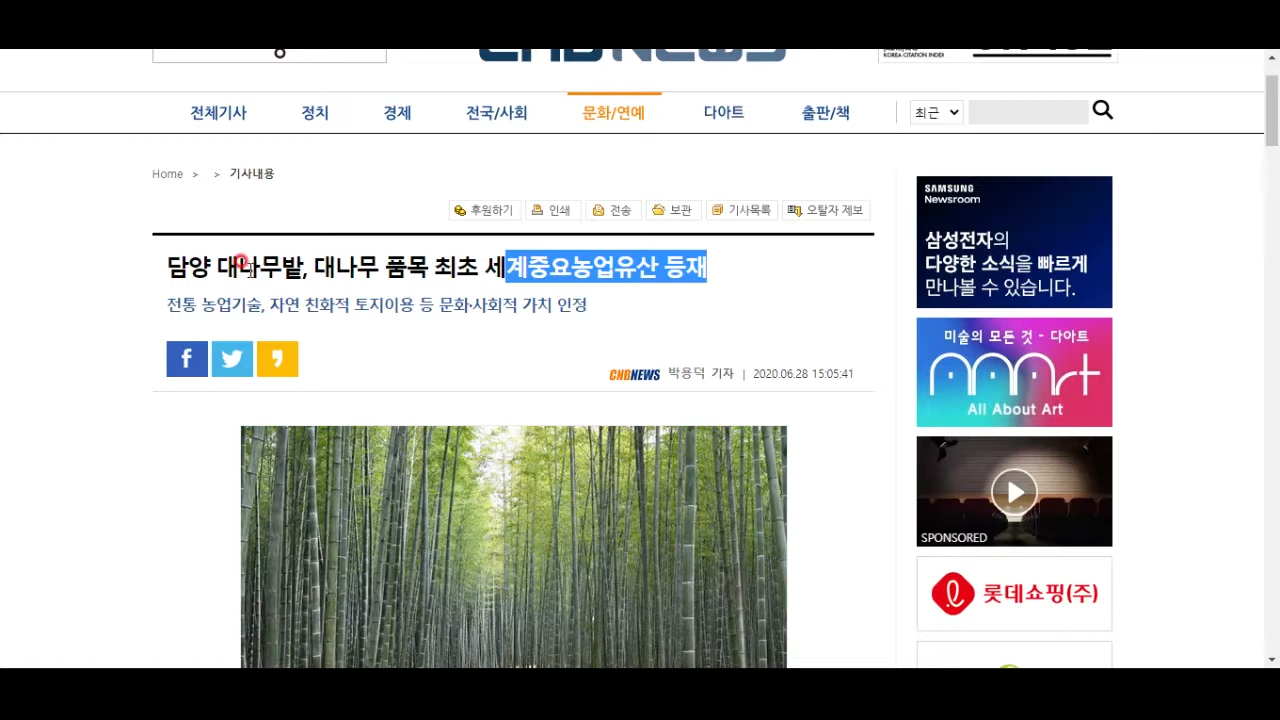 CNBNEWS
KOREA CITATION INDEX
전체기사 정치 경제 전국/사회 문화/연예 다아트 출판/책 최근
Home > > 기사내용
후원하기 인쇄 전송 보관 기사목록 오탈자 제보
담양 대나무밭, 대나무 품목 최초 세계중요농업유산 등재
전통 농업기술, 자연 친화적 토지이용 등 문화·사회적 가치 인정
CNBNEWS 박용덕 기자 | 2020.06.28 15:05:41
SAMSUNG
Newsroom
삼성전자의
다양한 소식을 빠르게
만나볼 수 있습니다.
미술의 모든 것 - 다아트
All About Art
SPONSORED
롯데쇼핑(주)